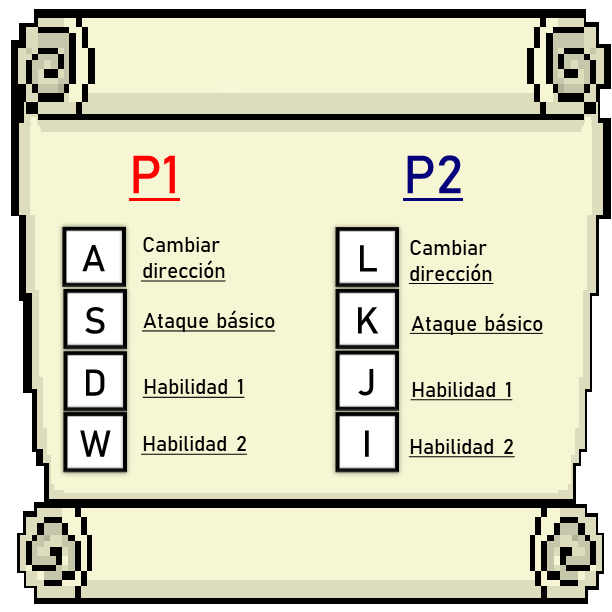 P1
A
Cambiar
dirección
S
Ataque básico
D
Habilidad 1
W
Habilidad 2
P2
L
Cambiar
dirección
K
Ataque básico
J
Habilidad 1
I
Habilidad 2